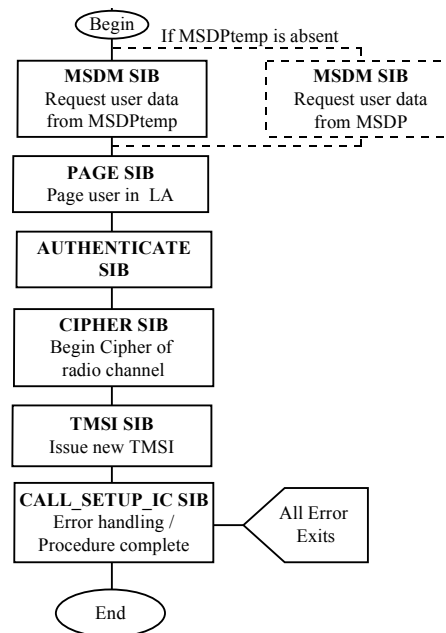 Begin
If MSDPtemp is absent
MSDM SIB
Request user data
from MSDPtemp
MSDM SIB
Request user data
from MSDP
PAGE SIB
Page user in LA
AUTHENTICATE
SIB
CIPHER SIB
Begin Cipher of
radio channel
TMSI SIB
Issue new TMSI
CALL_SETUP_IC SIB
Error handling /
Procedure complete
All Error
Exits
End